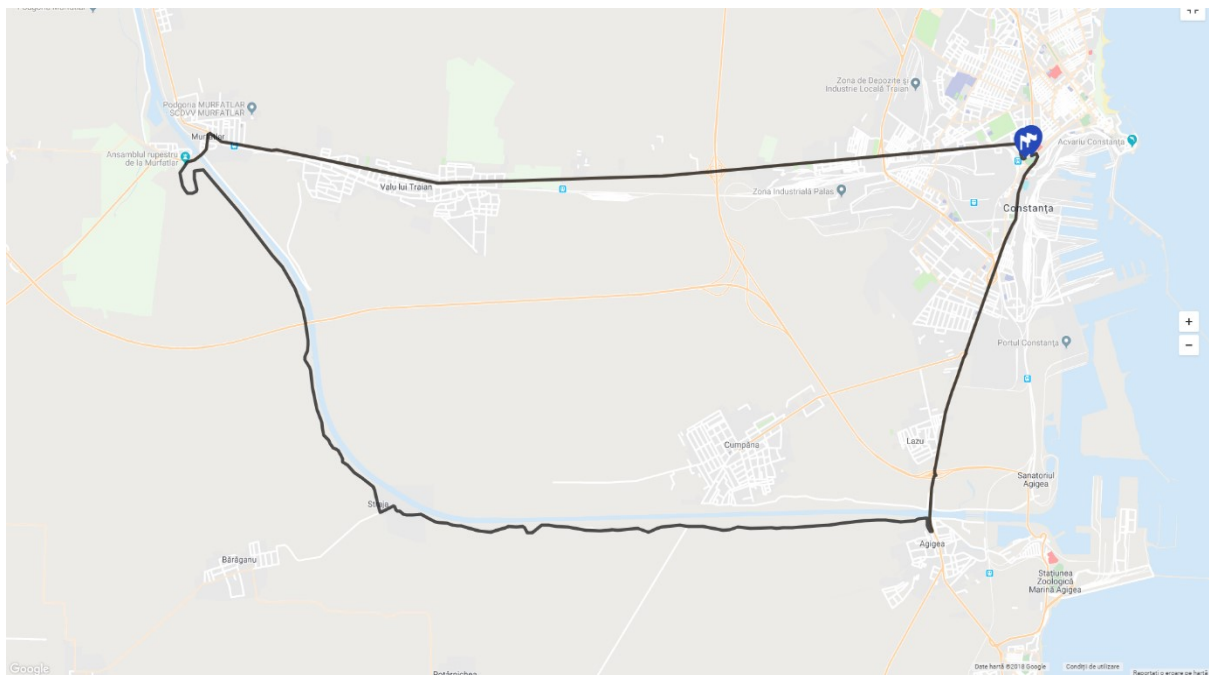 Podgoria MURFATLAR
SCDVV MURFATLAR
Murfatlar
Ansamblul rupestru
de la Murfatlar
Valu lui Traian
Zona de Depozite și
Industrie Locală Traian
Acvariu Constanța
Zona Industrială Palas
Constanța
+
−
Portul Constanța
Lazu
Cumpăna
Sanatoriul
Agigea
Bărăganu
Agigea
Stațiunea
Zoologică
Marină Agigea
Google
Date hartă ©2018 Google
Condiții de utilizare
Raportați o eroare pe hartă